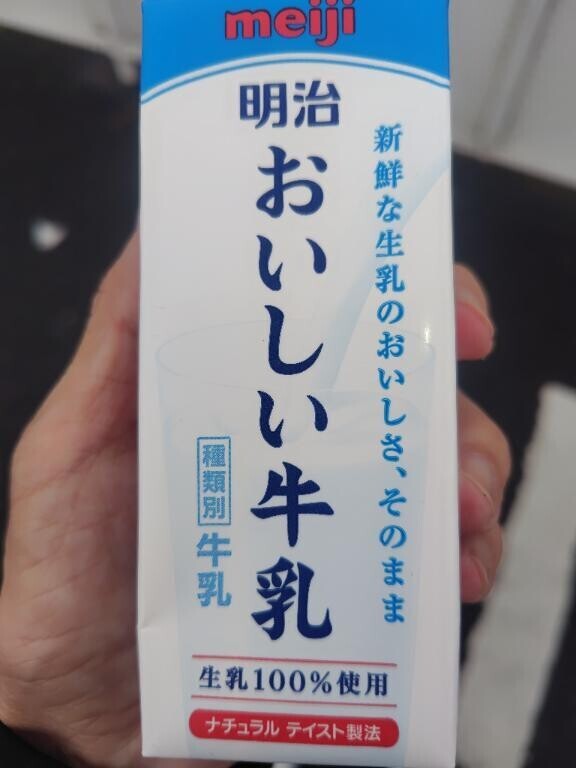 meiji
明治
おいしい牛乳
新鮮な生乳のおいしさ、そのまま
種類別
牛乳
生乳100%使用
ナチュラル テイスト製法